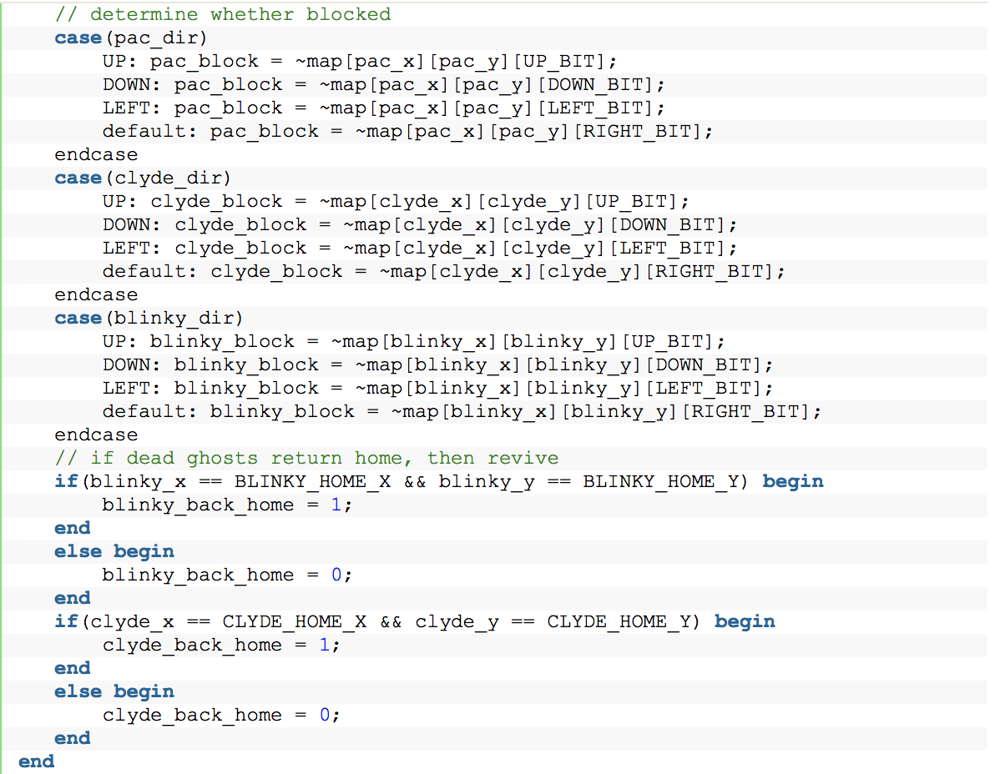 // determine whether blocked
case(pac_dir)
UP: pac_block = ~map[pac_x][pac_y][UP_BIT];
DOWN: pac_block = ~map[pac_x][pac_y][DOWN_BIT];
LEFT: pac_block = ~map[pac_x][pac_y][LEFT_BIT];
default: pac_block = ~map[pac_x][pac_y][RIGHT_BIT];
endcase
case(clyde_dir)
UP: clyde_block = ~map[clyde_x][clyde_y][UP_BIT];
DOWN: clyde_block = ~map[clyde_x][clyde_y][DOWN_BIT];
LEFT: clyde_block = ~map[clyde_x][clyde_y][LEFT_BIT];
default: clyde_block = ~map[clyde_x][clyde_y][RIGHT_BIT];
endcase
case(blinky_dir)
UP: blinky_block = ~map[blinky_x][blinky_y][UP_BIT];
DOWN: blinky_block = ~map[blinky_x][blinky_y][DOWN_BIT];
LEFT: blinky_block = ~map[blinky_x][blinky_y][LEFT_BIT];
default: blinky_block = ~map[blinky_x][blinky_y][RIGHT_BIT];
endcase
// if dead ghosts return home, then revive
if(blinky_x == BLINKY_HOME_X && blinky_y == BLINKY_HOME_Y) begin
blinky_back_home = 1;
end
else begin
blinky_back_home = 0;
end
if(clyde_x == CLYDE_HOME_X && clyde_y == CLYDE_HOME_Y) begin
clyde_back_home = 1;
end
else begin
clyde_back_home = 0;
end
end